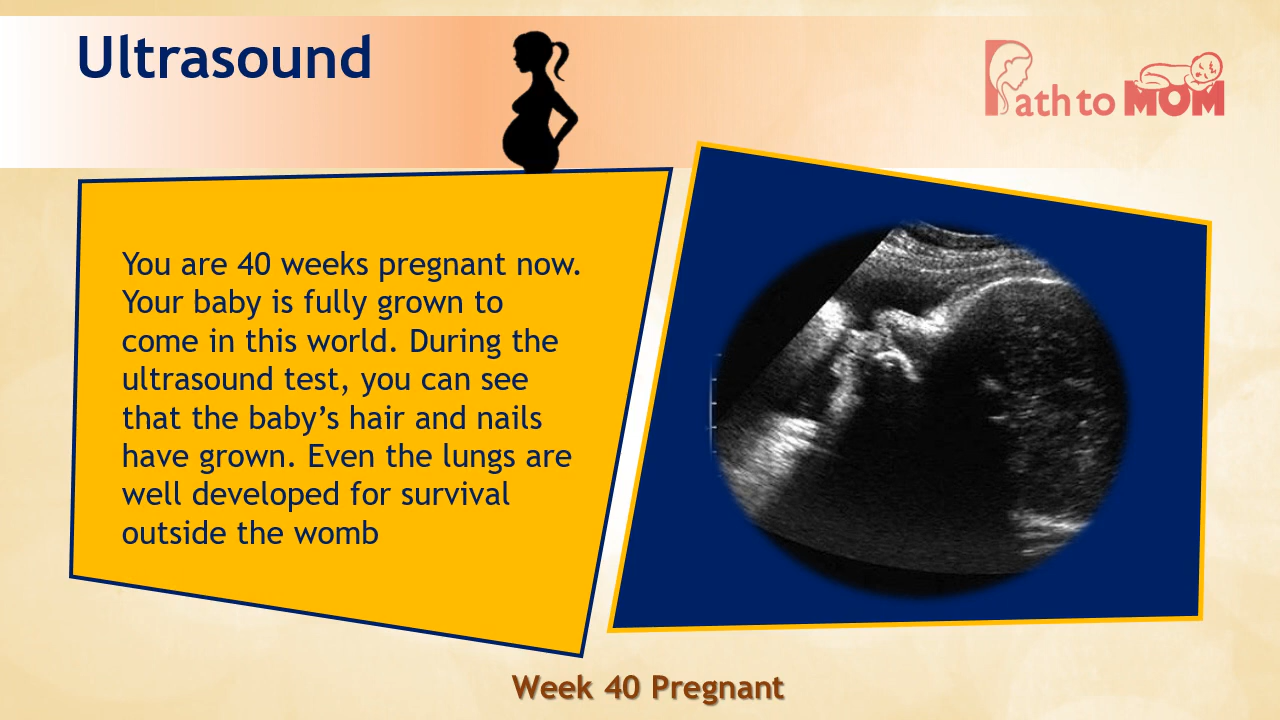 Ultrasound
Path to MOM
You are 40 weeks pregnant now.
Your baby is fully grown to
come in this world. During the
ultrasound test, you can see
that the baby’s hair and nails
have grown. Even the lungs are
well developed for survival
outside the womb
Week 40 Pregnant